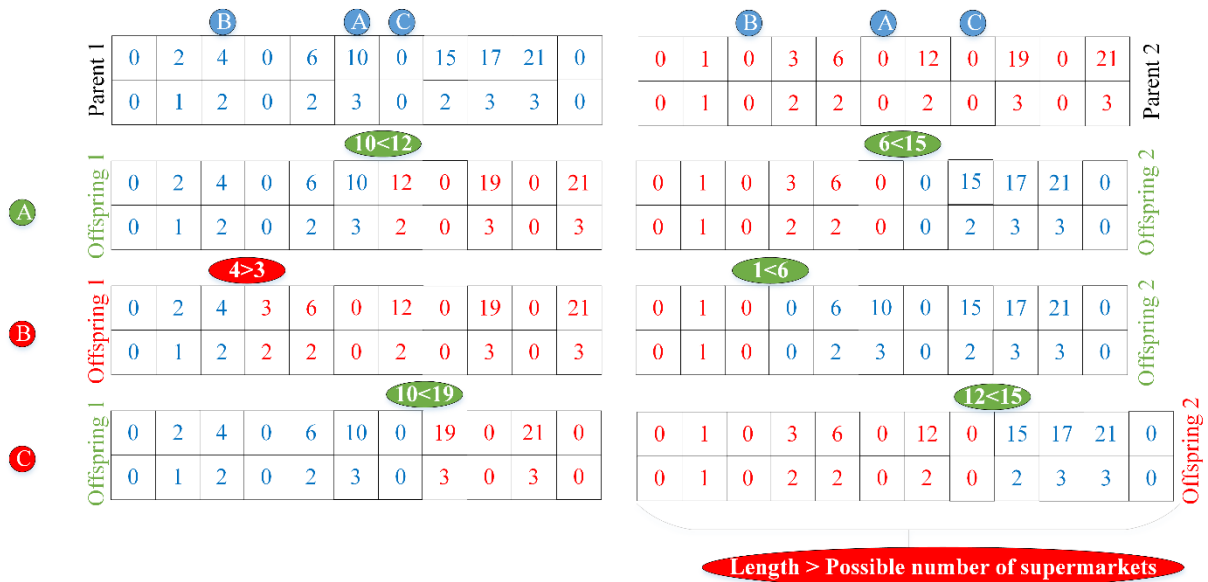 B A C B A C
Parent 1
0 2 4 0 6 10 0 15 17 21 0
0 1 2 0 2 3 0 2 3 3 0
0 1 0 3 6 0 12 0 19 0 21
0 1 0 2 2 0 2 0 3 0 3
Parent 2
10<12 6<15
A
Offspring 1
0 2 4 0 6 10 12 0 19 0 21
0 1 2 0 2 3 2 0 3 0 3
0 1 0 3 6 0 0 15 17 21 0
0 1 0 2 2 0 0 2 3 3 0
Offspring 2
4>3 1<6
B
Offspring 1
0 2 4 3 6 0 12 0 19 0 21
0 1 2 2 2 0 2 0 3 0 3
0 1 0 0 6 10 0 15 17 21 0
0 1 0 0 2 3 0 2 3 3 0
Offspring 2
10<19 12<15
C
Offspring 1
0 2 4 0 6 10 0 19 0 21 0
0 1 2 0 2 3 0 3 0 3 0
0 1 0 3 6 0 12 0 15 17 21 0
0 1 0 2 2 0 2 0 2 3 3 0
Offspring 2
Length > Possible number of supermarkets